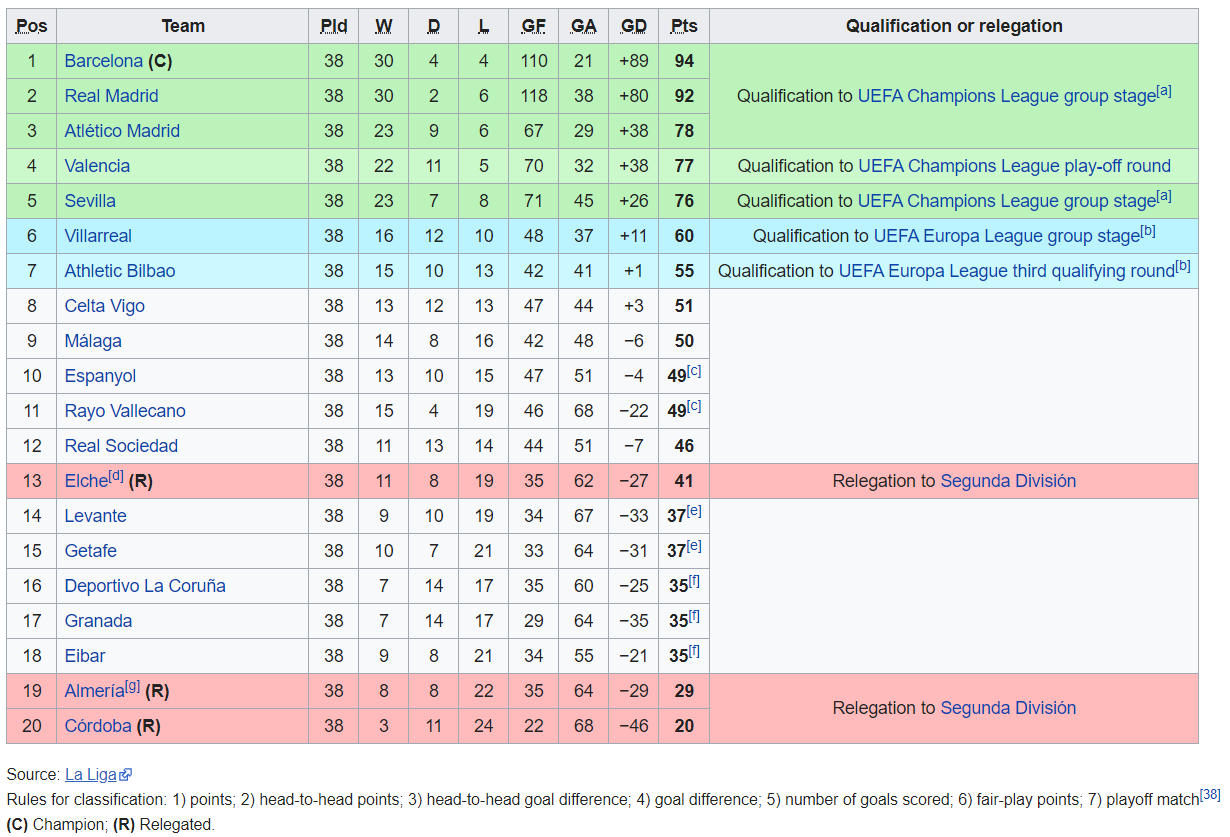 Pos Team Pld W D L GF GA GD Pts Qualification or relegation
1 Barcelona (C) 38 30 4 4 110 21 +89 94
2 Real Madrid 38 30 2 6 118 38 +80 92 Qualification to UEFA Champions League group stage[a]
3 Atlético Madrid 38 23 9 6 67 29 +38 78
4 Valencia 38 22 11 5 70 32 +38 77 Qualification to UEFA Champions League play-off round
5 Sevilla 38 23 7 8 71 45 +26 76 Qualification to UEFA Champions League group stage[a]
6 Villarreal 38 16 12 10 48 37 +11 60 Qualification to UEFA Europa League group stage[b]
7 Athletic Bilbao 38 15 10 13 42 41 +1 55 Qualification to UEFA Europa League third qualifying round[b]
8 Celta Vigo 38 13 12 13 47 44 +3 51
9 Málaga 38 14 8 16 42 48 −6 50
10 Espanyol 38 13 10 15 47 51 −4 49[c]
11 Rayo Vallecano 38 15 4 19 46 68 −22 49[c]
12 Real Sociedad 38 11 13 14 44 51 −7 46
13 Elche[d] (R) 38 11 8 19 35 62 −27 41 Relegation to Segunda División
14 Levante 38 9 10 19 34 67 −33 37[e]
15 Getafe 38 10 7 21 33 64 −31 37[e]
16 Deportivo La Coruña 38 7 14 17 35 60 −25 35[f]
17 Granada 38 7 14 17 29 64 −35 35[f]
18 Eibar 38 9 8 21 34 55 −21 35[f]
19 Almería[g] (R) 38 8 8 22 35 64 −29 29 Relegation to Segunda División
20 Córdoba (R) 38 3 11 24 22 68 −46 20
Source: La Liga
Rules for classification: 1) points; 2) head-to-head points; 3) head-to-head goal difference; 4) goal difference; 5) number of goals scored; 6) fair-play points; 7) playoff match[38]
(C) Champion; (R) Relegated.